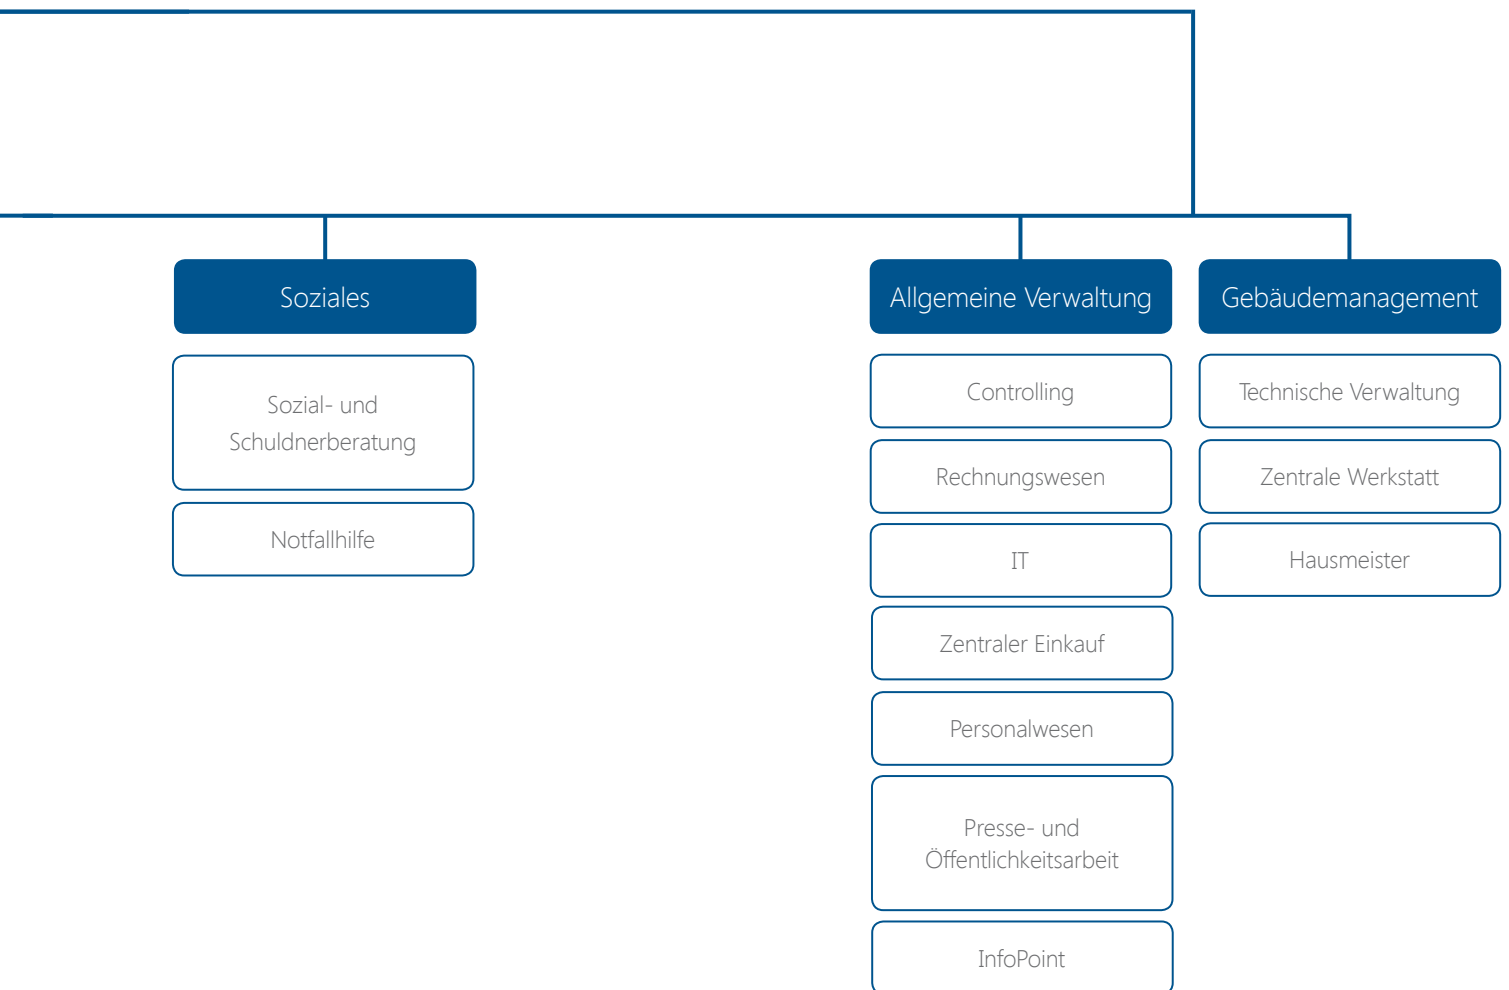 Soziales
Sozial- und
Schuldnerberatung
Notfallhilfe
Allgemeine Verwaltung
Controlling
Rechnungswesen
IT
Zentraler Einkauf
Personalwesen
Presse- und
Öffentlichkeitsarbeit
InfoPoint
Gebäudemanagement
Technische Verwaltung
Zentrale Werkstatt
Hausmeister